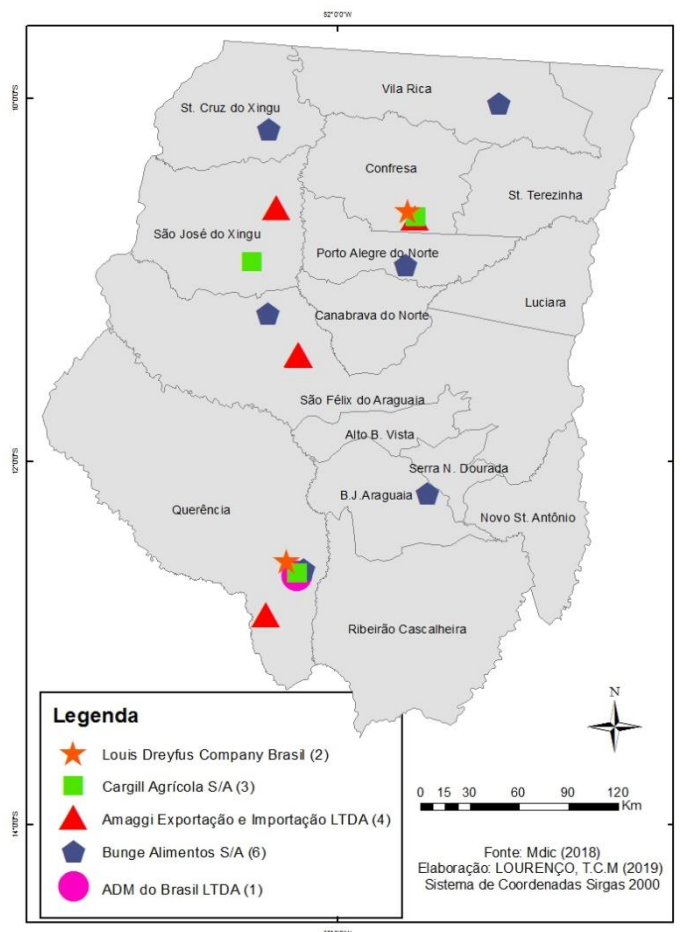 52°0'0"W
10°0'0"S
Vila Rica
St. Cruz do Xingu
Confresa
St. Terezinha
São José do Xingu
Porto Alegre do Norte
Luciara
Canabrava do Norte
São Félix do Araguaia
Alto B. Vista
12°0'0"S
Serra N. Dourada
B.J.Araguaia
Querência
Novo St. Antônio
Ribeirão Cascalheira
Legenda
Louis Dreyfus Company Brasil (2)
Cargill Agrícola S/A (3)
Amaggi Exportação e Importação LTDA (4)
Bunge Alimentos S/A (6)
ADM do Brasil LTDA (1)
N
0 15 30 60 90 120
Km
14°0'0"S
Fonte: Mdic (2018)
Elaboração: LOURENÇO, T.C.M (2019)
Sistema de Coordenadas Sirgas 2000